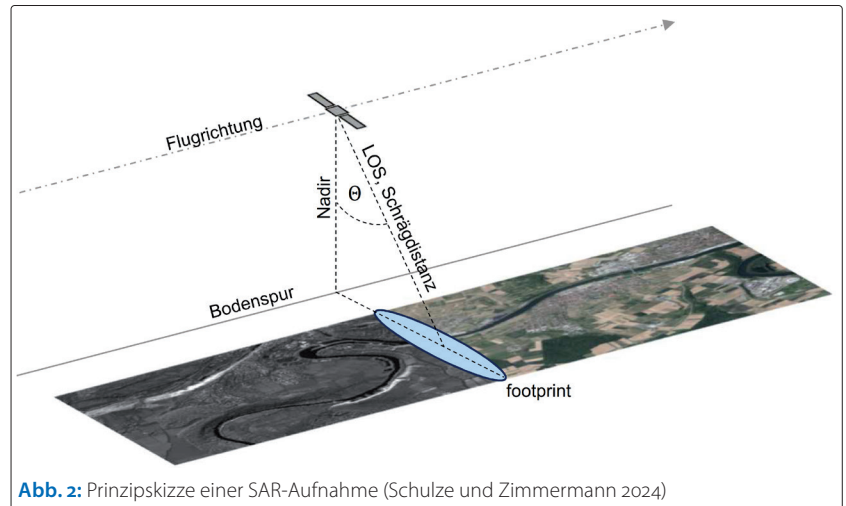 Flugrichtung
Nadir
Θ
LOS, Schrägdistanz
Bodenspur
footprint
Abb. 2: Prinzipskizze einer SAR-Aufnahme (Schulze und Zimmermann 2024)